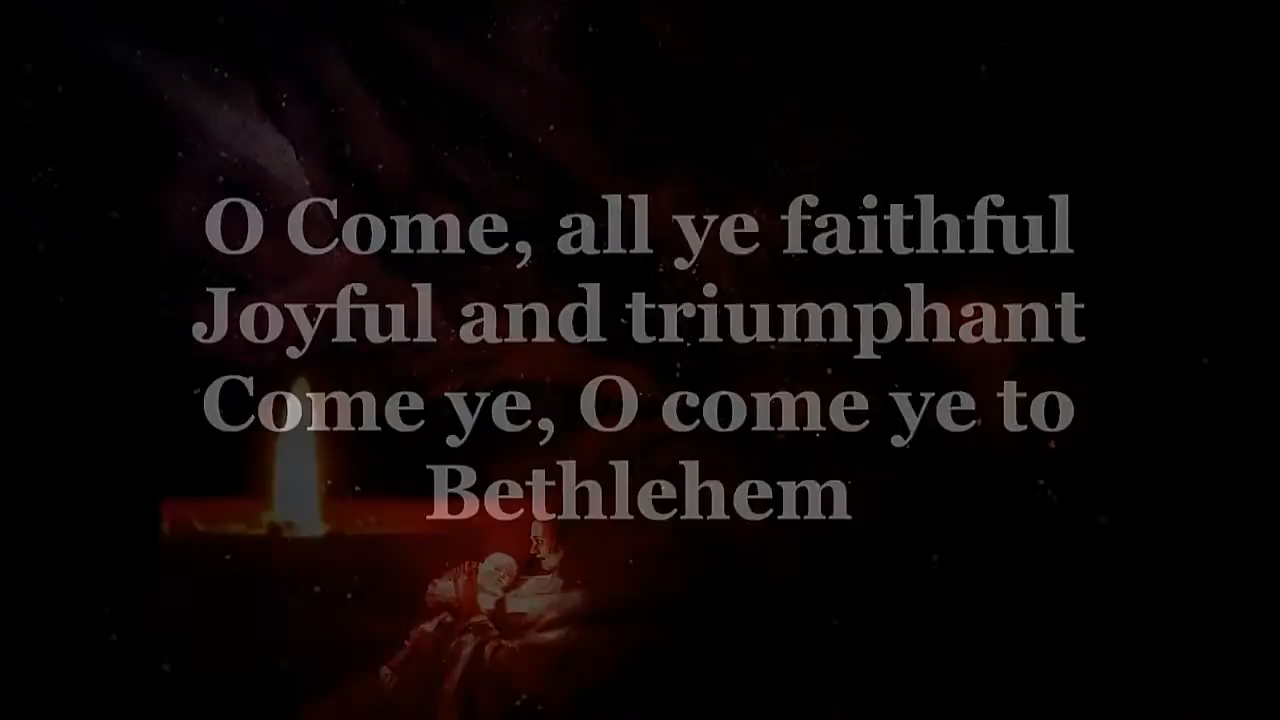 O Come, all ye faithful
Joyful and triumphant
Come ye, O come ye to
Bethlehem